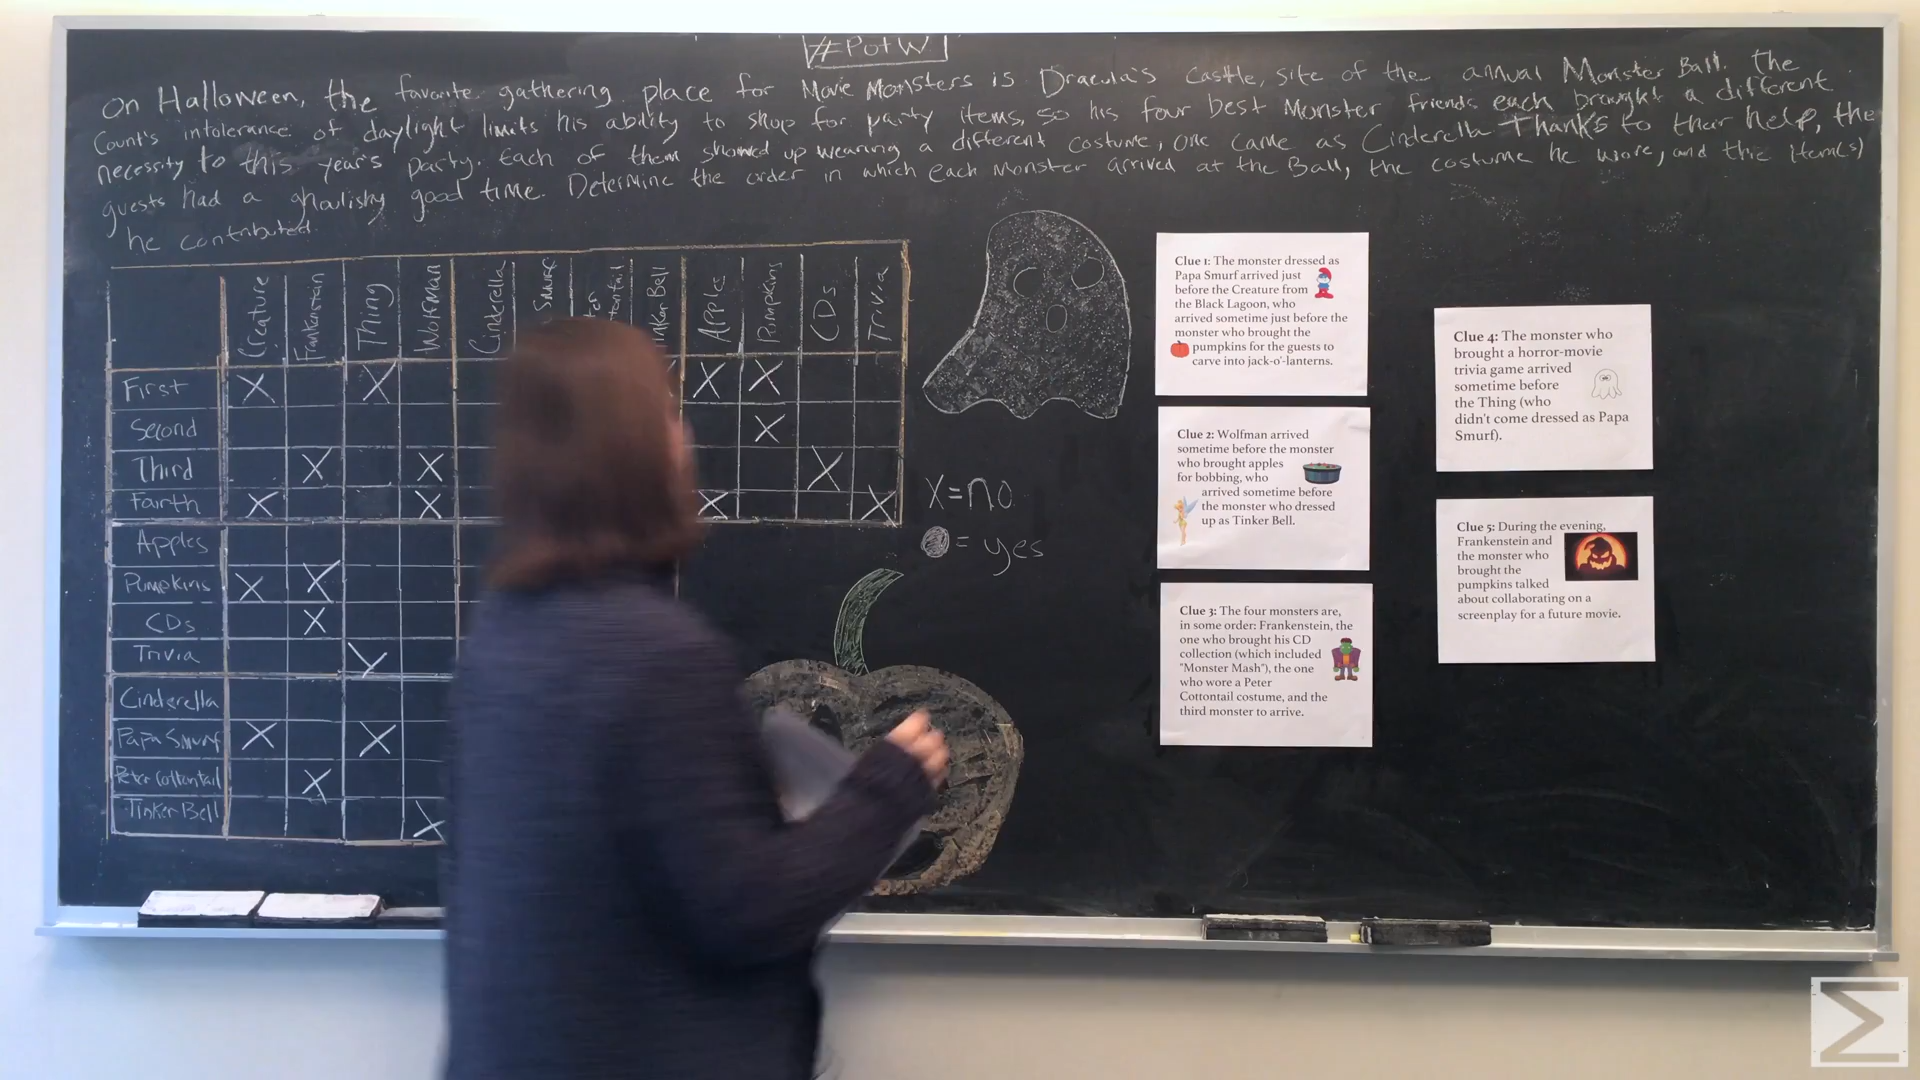 #PotW
On Halloween, the favorite gathering place for Movie Monsters is Dracula's Castle, site of the annual Monster Ball. The
Count's intolerance of daylight limits his ability to shop for party items, so his four best Monster friends each brought a different
necessity to this year's party. Each of them showed up wearing a different costume, one came as Cinderella Thanks to their help, the
guests had a ghoulishy good time. Determine the order in which each Monster arrived at the Ball, the costume he wore, and the item(s)
he contributed.
Creature
Frankenstian
Thing
Wolfman
Cinderella
Smurf
Tinker Bell
Apples
Pumpkins
CDs
Trivia
First X X X X
Second X
Third X X X
Fourth X X X X
Apples
Pumpkins X X
CDs X
Trivia X
Cinderella
Papa Smurf X X
Peter Cottontail X
Tinker Bell X
X=no
= yes
Clue 1: The monster dressed as
Papa Smurf arrived just
before the Creature from
the Black Lagoon, who
arrived sometime just before the
monster who brought the
pumpkins for the guests to
carve into jack-o'-lanterns.
Clue 2: Wolfman arrived
sometime before the monster
who brought apples
for bobbing, who
arrived sometime before
the monster who dressed
up as Tinker Bell.
Clue 3: The four monsters are,
in some order: Frankenstein, the
one who brought his CD
collection (which included
"Monster Mash"), the one
who wore a Peter
Cottontail costume, and the
third monster to arrive.
Clue 4: The monster who
brought a horror-movie
trivia game arrived
sometime before
the Thing (who
didn't come dressed as Papa
Smurf).
Clue 5: During the evening,
Frankenstein and
the monster who
brought the
pumpkins talked
about collaborating on a
screenplay for a future movie.
Σ